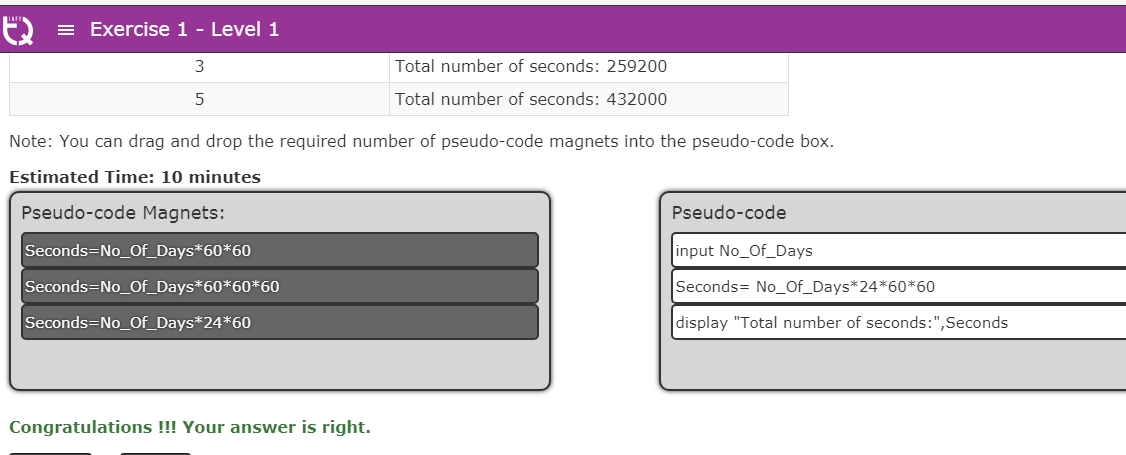 Exercise 1 - Level 1
3 Total number of seconds: 259200
5 Total number of seconds: 432000
Note: You can drag and drop the required number of pseudo-code magnets into the pseudo-code box.
Estimated Time: 10 minutes
Pseudo-code Magnets:
Seconds=No_Of_Days*60*60
Seconds=No_Of_Days*60*60*60
Seconds=No_Of_Days*24*60
Pseudo-code
input No_Of_Days
Seconds= No_Of_Days*24*60*60
display "Total number of seconds:",Seconds
Congratulations !!! Your answer is right.